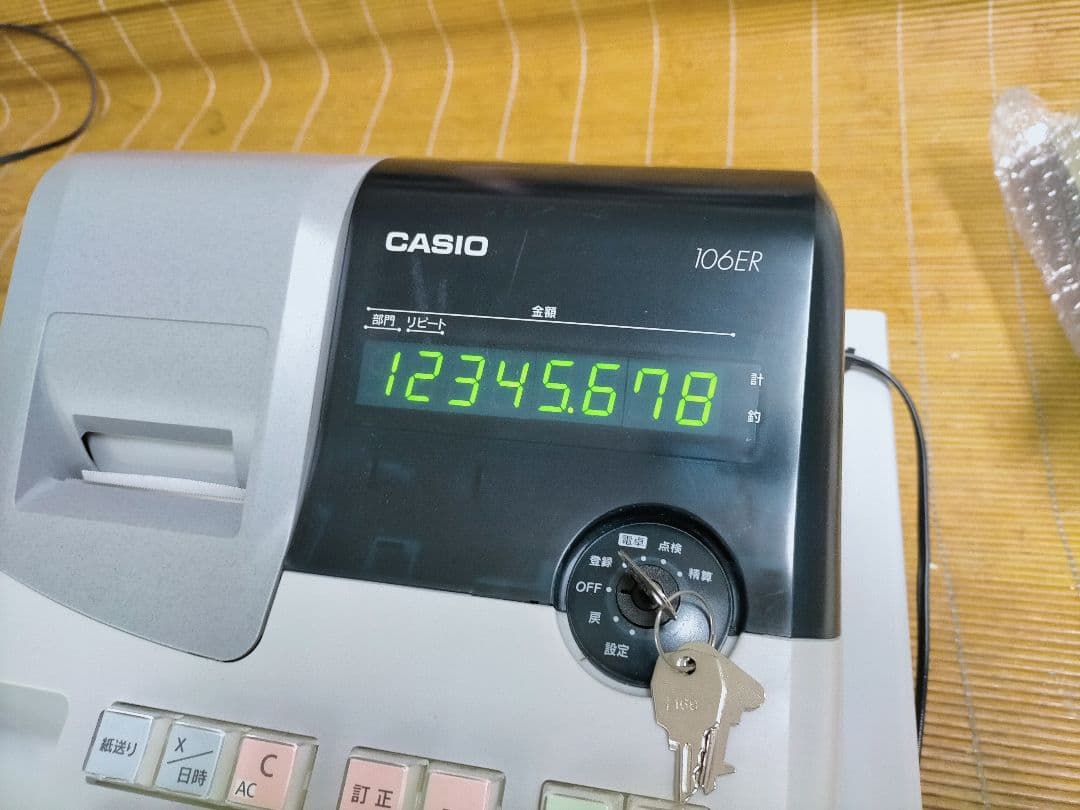 CASIO
106ER
金額
部門 リピート
12345.678
計
釣
電卓
点検
登録
精算
OFF
戻
設定
紙送り
X/日時
C
AC
訂正